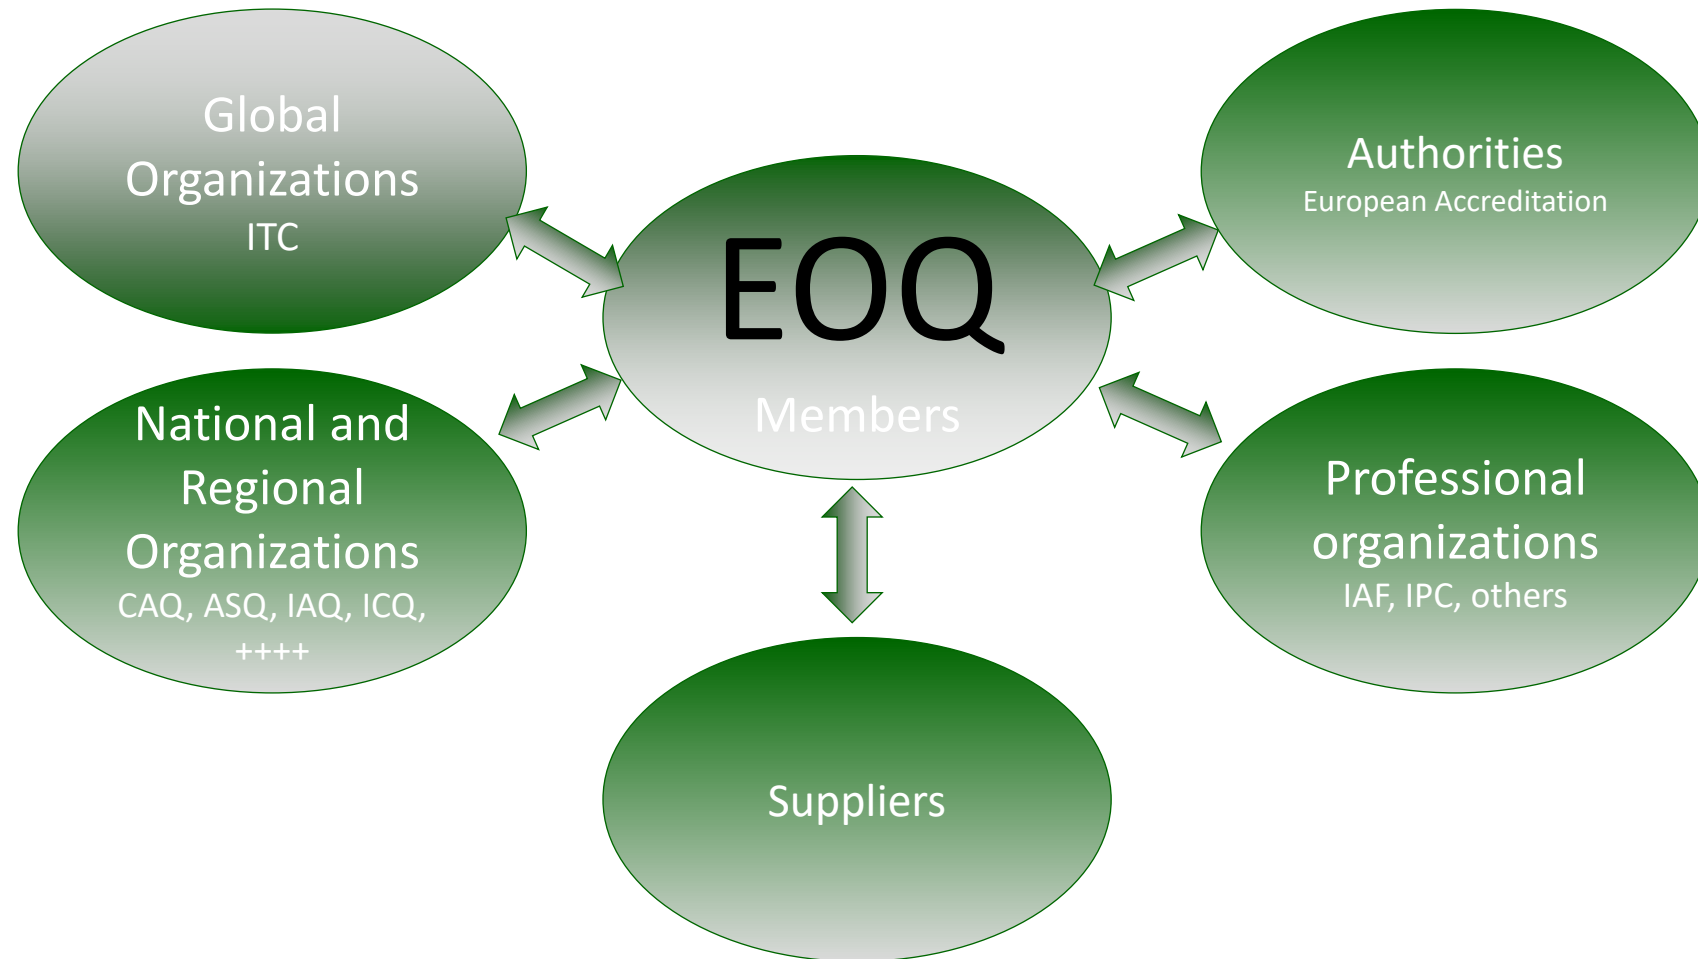 Global
Organizations
ITC
Authorities
European Accreditation
EOQ
Members
National and
Regional
Organizations
CAQ, ASQ, IAQ, ICQ,
++++
Professional
organizations
IAF, IPC, others
Suppliers